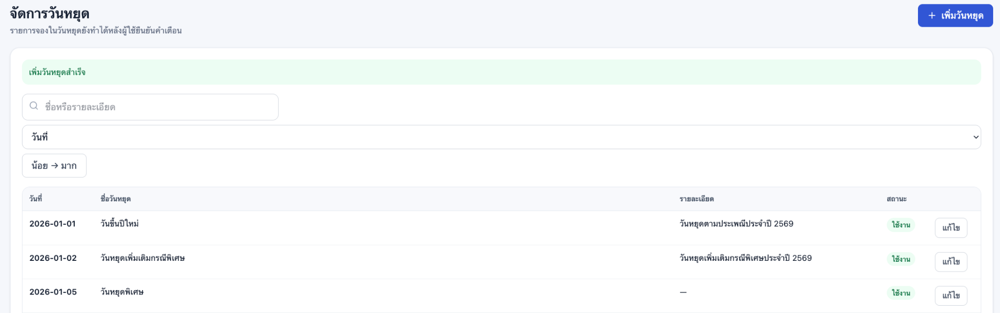 จัดการวันหยุด
รายการจองในวันหยุดยังทำได้หลังผู้ใช้ยืนยันคำเตือน
+ เพิ่มวันหยุด
เพิ่มวันหยุดสำเร็จ
ชื่อหรือรายละเอียด
วันที่
น้อย → มาก
วันที่ ชื่อวันหยุด รายละเอียด สถานะ
2026-01-01 วันขึ้นปีใหม่ วันหยุดตามประเพณีประจำปี 2569 ใช้งาน แก้ไข
2026-01-02 วันหยุดเพิ่มเติมกรณีพิเศษ วันหยุดเพิ่มเติมกรณีพิเศษประจำปี 2569 ใช้งาน แก้ไข
2026-01-05 วันหยุดพิเศษ — ใช้งาน แก้ไข